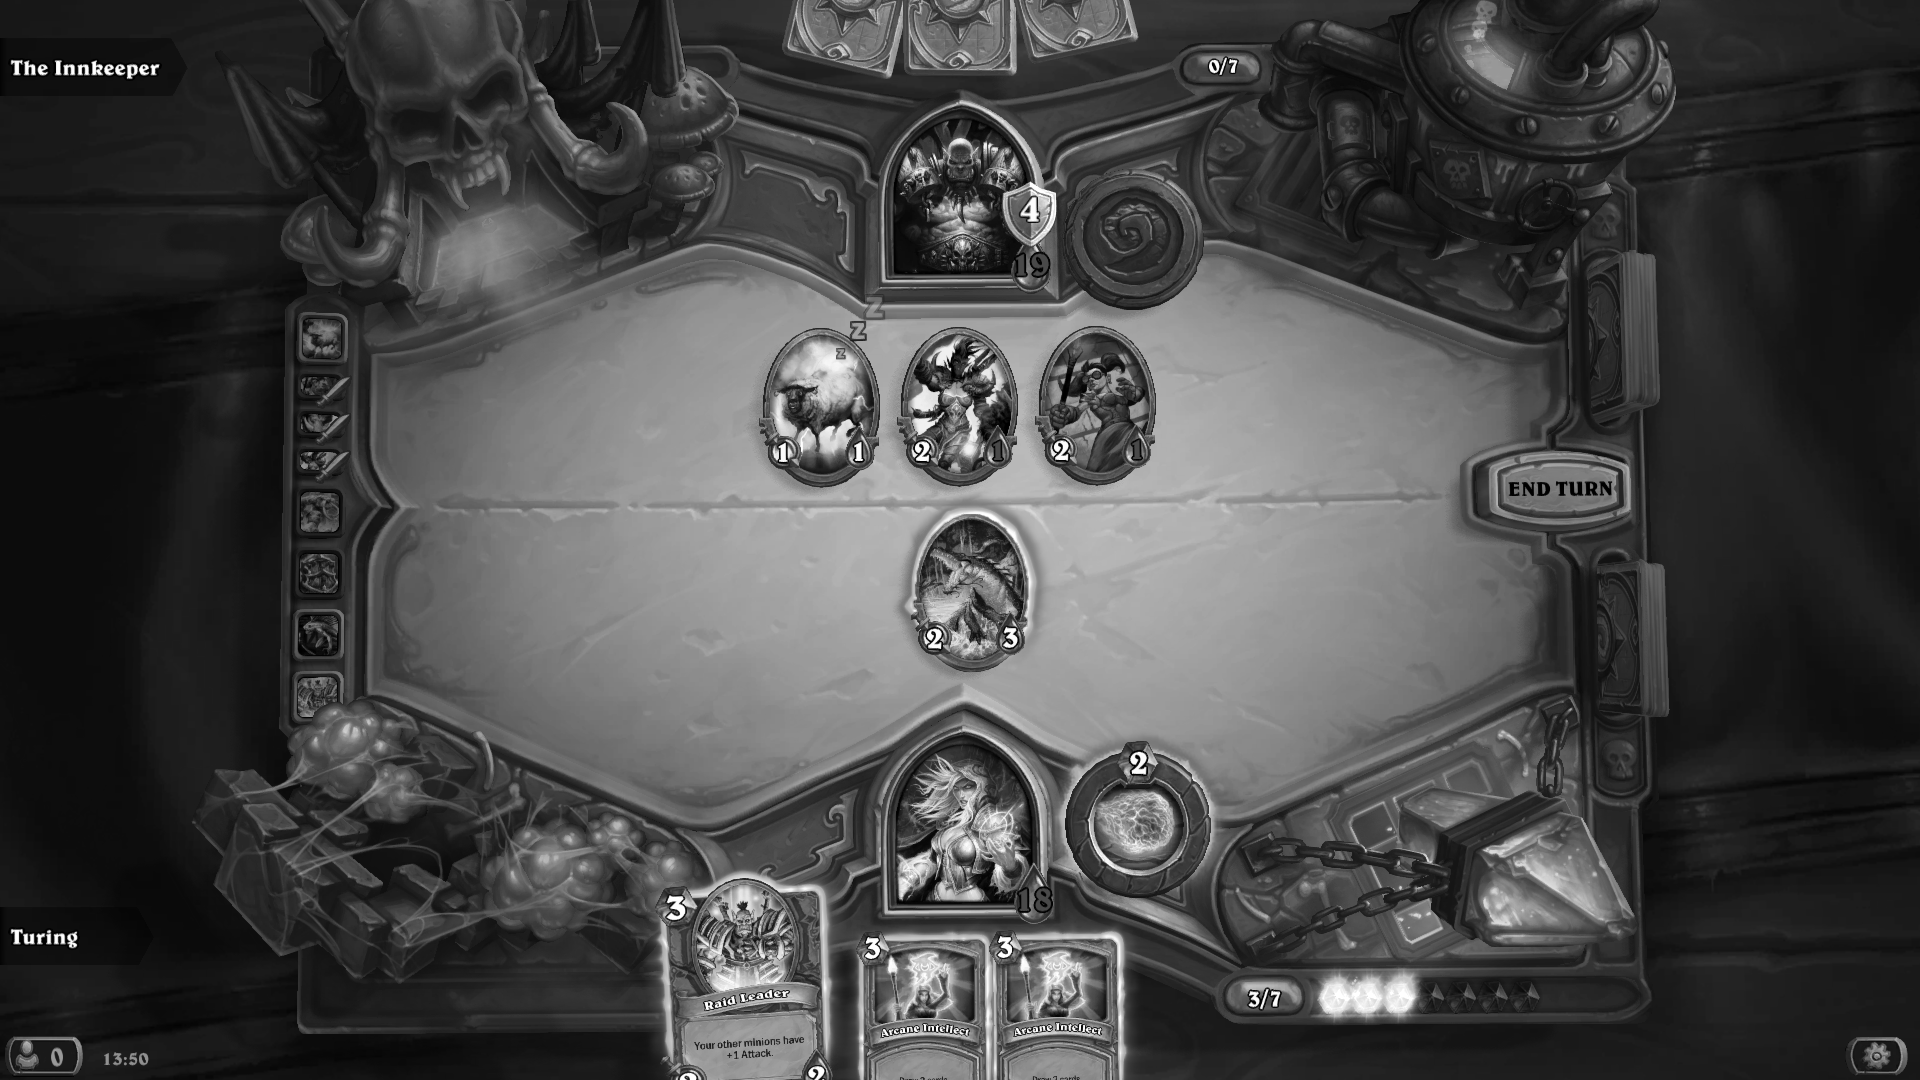 The Innkeeper
0/7
4
19
1
1
2
1
2
1
END TURN
2
3
2
18
3
Raid Leader
Your other minions have
+1 Attack.
2
2
3
Arcane Intellect
3
Arcane Intellect
Turing
3/7
0
13:50